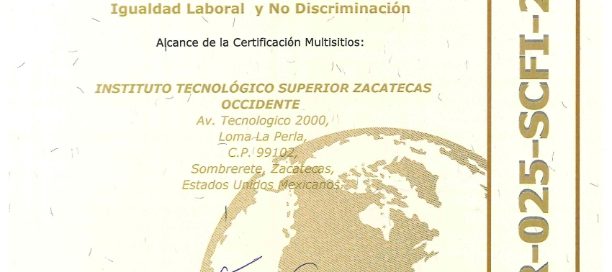 Igualdad Laboral y No Discriminación
Alcance de la Certificación Multisitios:
INSTITUTO TECNOLÓGICO SUPERIOR ZACATECAS
OCCIDENTE
Av. Tecnologico 2000,
Loma La Perla,
C.P. 99102,
Sombrerete, Zacatecas,
Estados Unidos Mexicanos.
R-025-SCFI-2